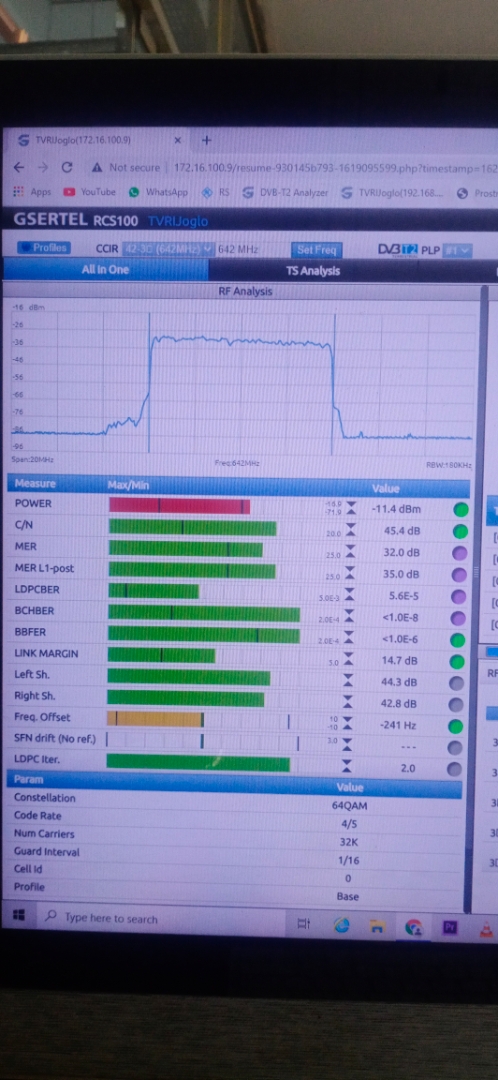 TVRIJoglo(172.16.100.9) × +
Not secure 172.16.100.9/resume-930145b793-1619095599.php?timestamp=162
Apps YouTube WhatsApp RS DVB-T2 Analyzer TVRIJoglo(192.168.... Prosh
GSERTEL RCS100 TVRIJoglo
Profiles CCIR 42-3G (642MHz) 642 MHz Set Freq DVB T2 PLP #1
All in One TS Analysis
RF Analysis
-16 dBm
-26
-36
-46
-56
-66
-76
-86
-96
Span:20MHz Freq:642MHz RBW:180KHz
Measure Max/Min Value
POWER -15.9 -71.9 -11.4 dBm
C/N 20.0 45.4 dB
MER 25.0 32.0 dB
MER L1-post 25.0 35.0 dB
LDPCBER 5.0E-3 5.6E-5
BCHBER 2.0E-4 <1.0E-8
BBFER 2.0E-4 <1.0E-6
LINK MARGIN 5.0 14.7 dB
Left Sh. 44.3 dB
Right Sh. 42.8 dB
Freq. Offset 10 -10 -241 Hz
SFN drift (No ref.) 3.0 ---
LDPC Iter. 2.0
Param Value
Constellation 64QAM
Code Rate 4/5
Num Carriers 32K
Guard Interval 1/16
Cell Id 0
Profile Base
Type here to search